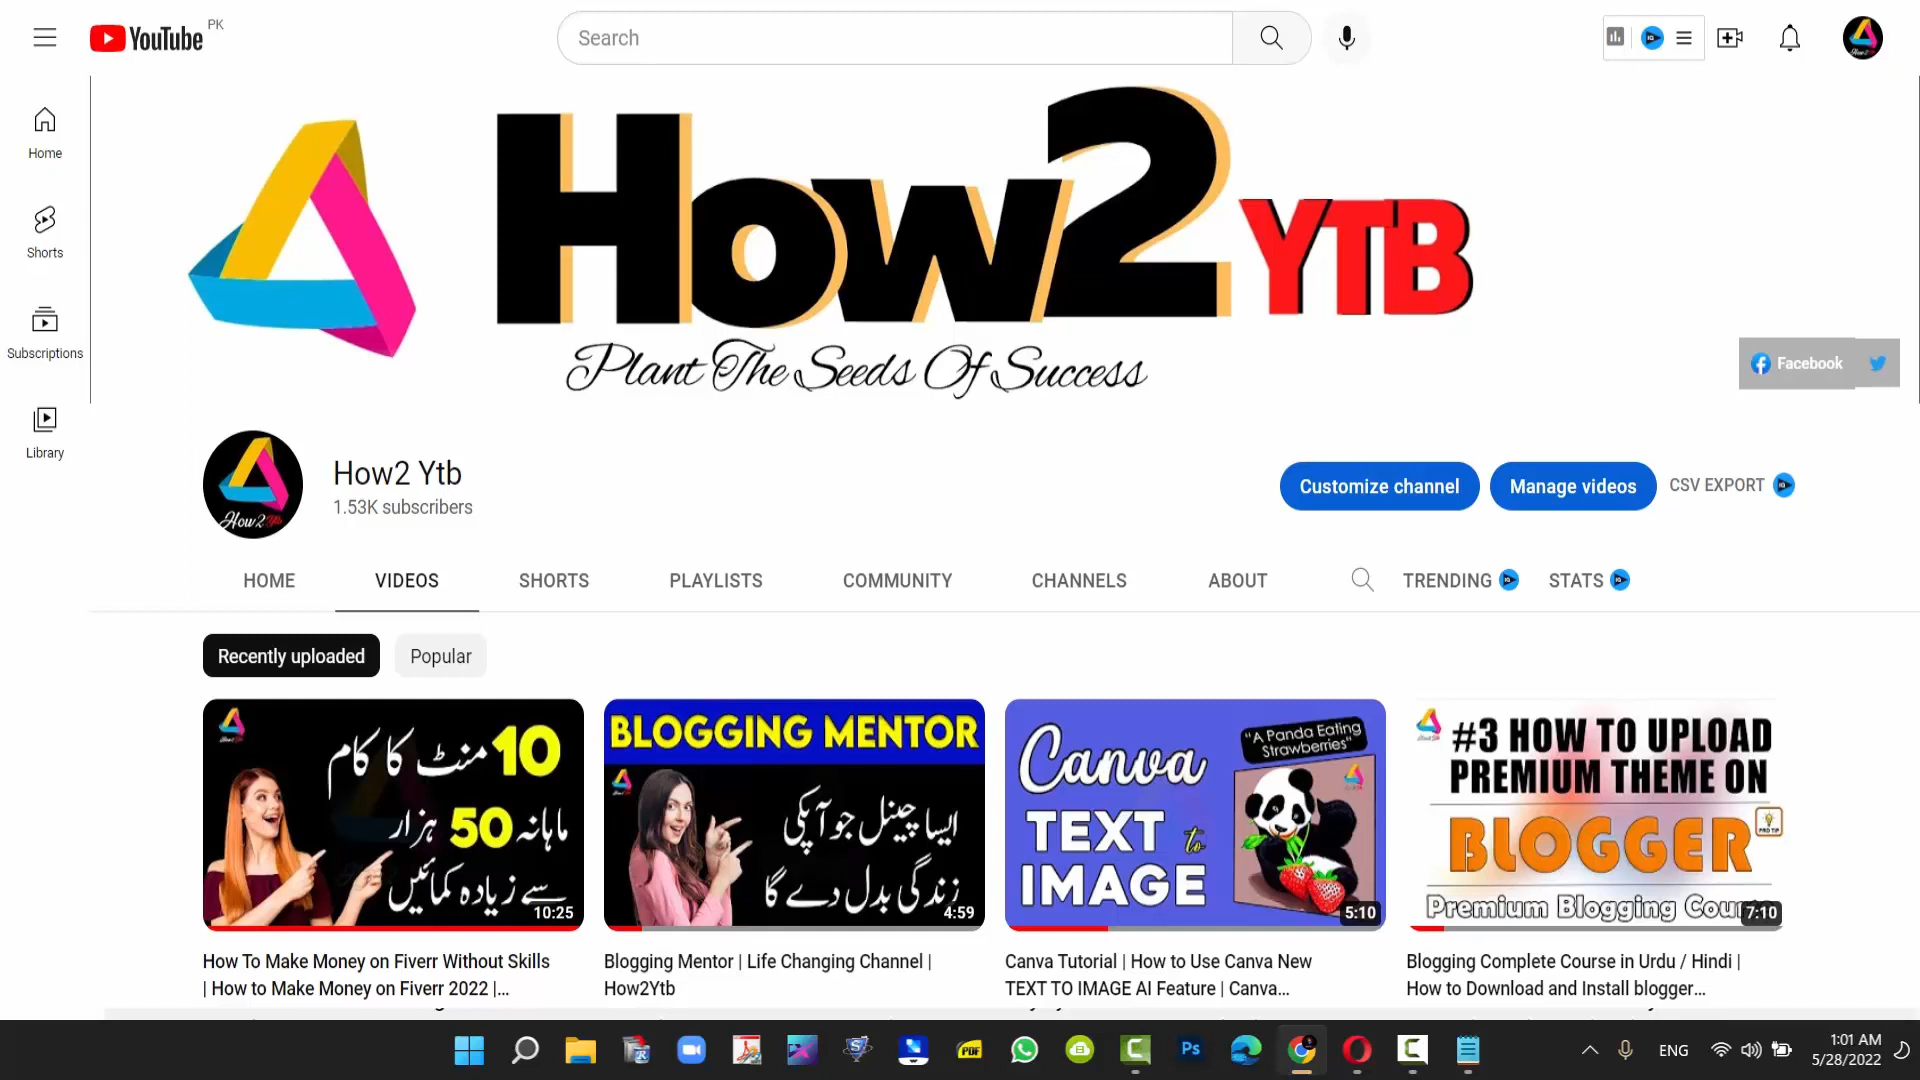 YouTube PK
Search
Home
Shorts
Subscriptions
Library
How2 YTB
Plant The Seeds Of Success
Facebook
How2 Ytb
1.53K subscribers
Customize channel
Manage videos
CSV EXPORT
HOME
VIDEOS
SHORTS
PLAYLISTS
COMMUNITY
CHANNELS
ABOUT
TRENDING
STATS
Recently uploaded
Popular
10 منٹ کا کام
ماہانہ 50 ہزار
سے زیادہ کمائیں
10:25
How To Make Money on Fiverr Without Skills
| How to Make Money on Fiverr 2022 |...
BLOGGING MENTOR
ایسا چینل جو آپکی
زندگی بدل دے گا
4:59
Blogging Mentor | Life Changing Channel |
How2Ytb
Canva
TEXT to
IMAGE
"A Panda Eating
Strawberries"
5:10
Canva Tutorial | How to Use Canva New
TEXT TO IMAGE AI Feature | Canva...
#3 HOW TO UPLOAD
PREMIUM THEME ON
BLOGGER
PRO TIP
Premium Blogging
7:10
Blogging Complete Course in Urdu / Hindi |
How to Download and Install blogger...
PDF
Ps
ENG
1:01 AM
5/28/2022